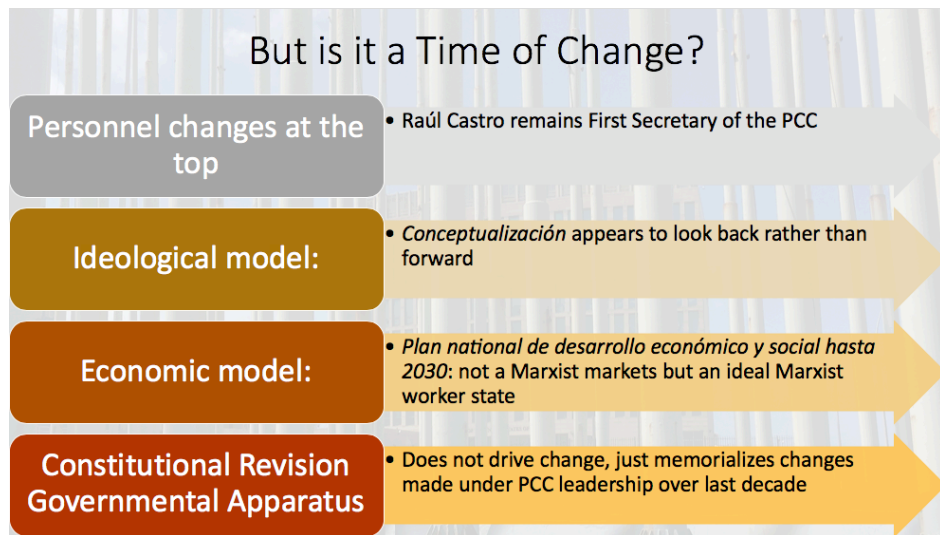 But is it a Time of Change?
Personnel changes at the
top
• Raúl Castro remains First Secretary of the PCC
Ideological model:
• Conceptualización appears to look back rather than
forward
Economic model:
• Plan national de desarrollo económico y social hasta
2030: not a Marxist markets but an ideal Marxist
worker state
Constitutional Revision
Governmental Apparatus
• Does not drive change, just memorializes changes
made under PCC leadership over last decade